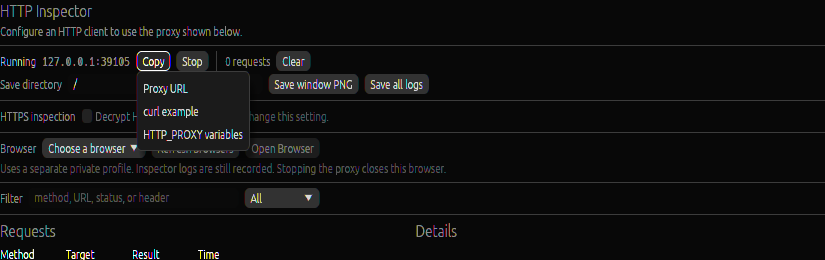 HTTP Inspector
Configure an HTTP client to use the proxy shown below.
Running 127.0.0.1:39105 Copy Stop 0 requests Clear
Save directory / Save window PNG Save all logs
Proxy URL
curl example
HTTP_PROXY variables
HTTPS inspection Decrypt hange this setting.
Browser Choose a browser Refresh Browsers Open Browser
Uses a separate private profile. Inspector logs are still recorded. Stopping the proxy closes this browser.
Filter method, URL, status, or header All
Requests Details
Method Target Result Time